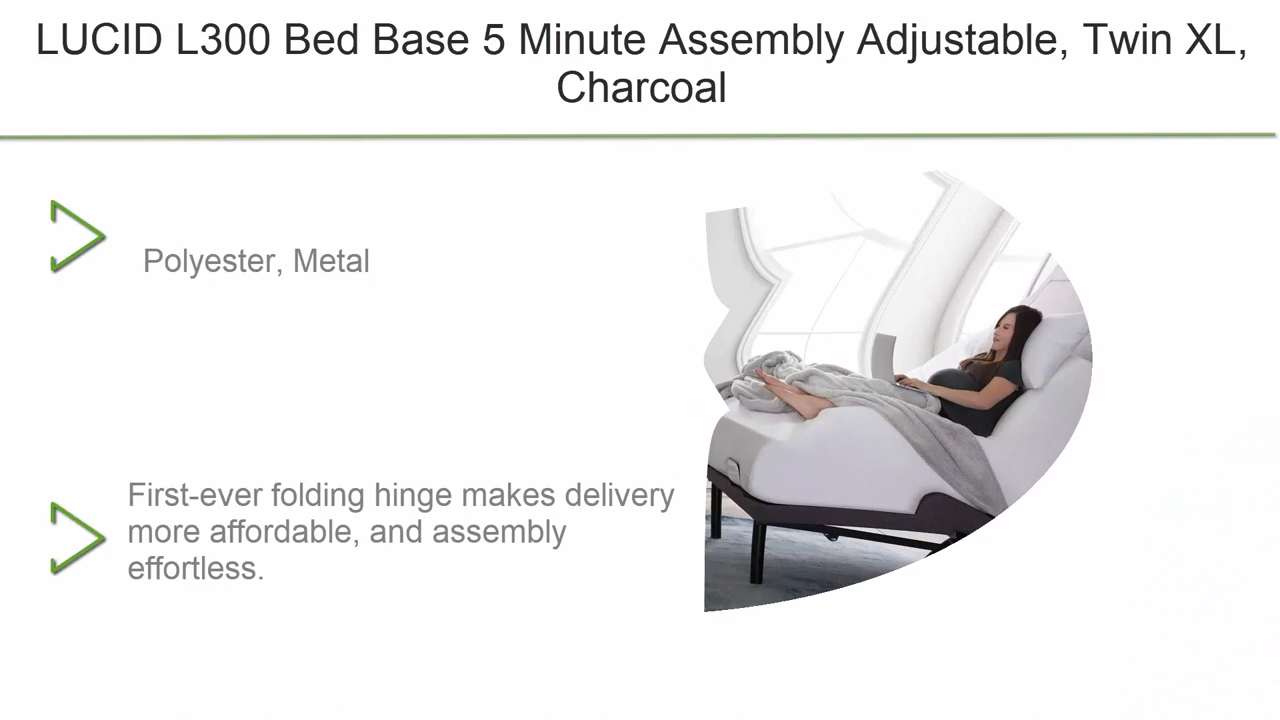 LUCID L300 Bed Base 5 Minute Assembly Adjustable, Twin XL,
Charcoal
Polyester, Metal
First-ever folding hinge makes delivery
more affordable, and assembly
effortless.